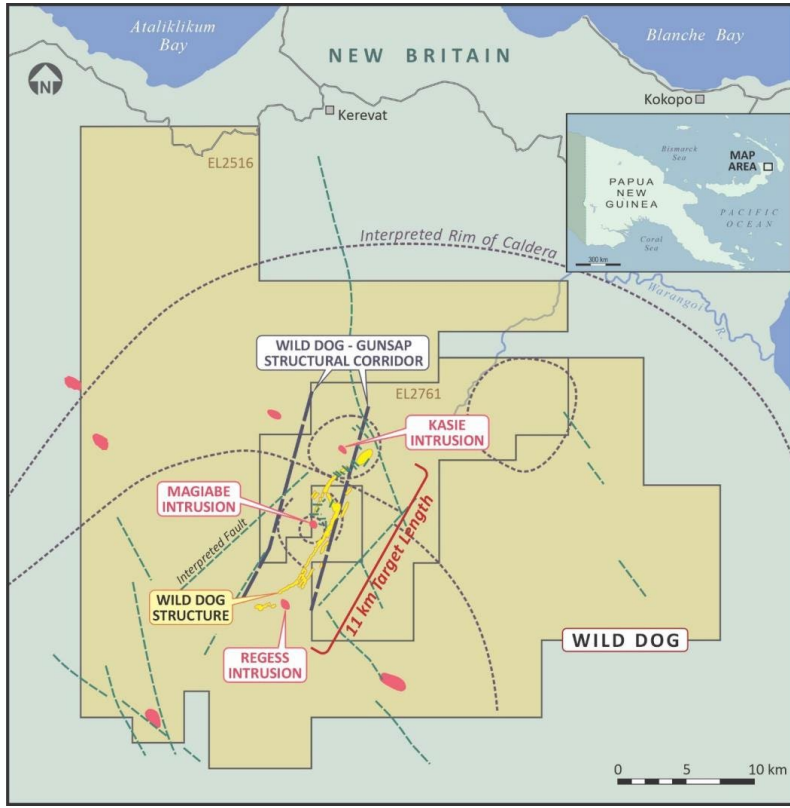 Ataliklikum
Bay
NEW BRITAIN
Blanche Bay
N
Kerevat
Kokopo
EL2516
Bismarck
Sea
MAP
AREA
PAPUA
NEW
GUINEA
PACIFIC
OCEAN
Coral
Sea
300 km
Interpreted Rim of Caldera
Warangoi R.
WILD DOG - GUNSAP
STRUCTURAL CORRIDOR
EL2761
KASIE
INTRUSION
MAGIABE
INTRUSION
Interpreted Fault
11 km Target Length
WILD DOG
STRUCTURE
WILD DOG
REGESS
INTRUSION
0 5 10 km